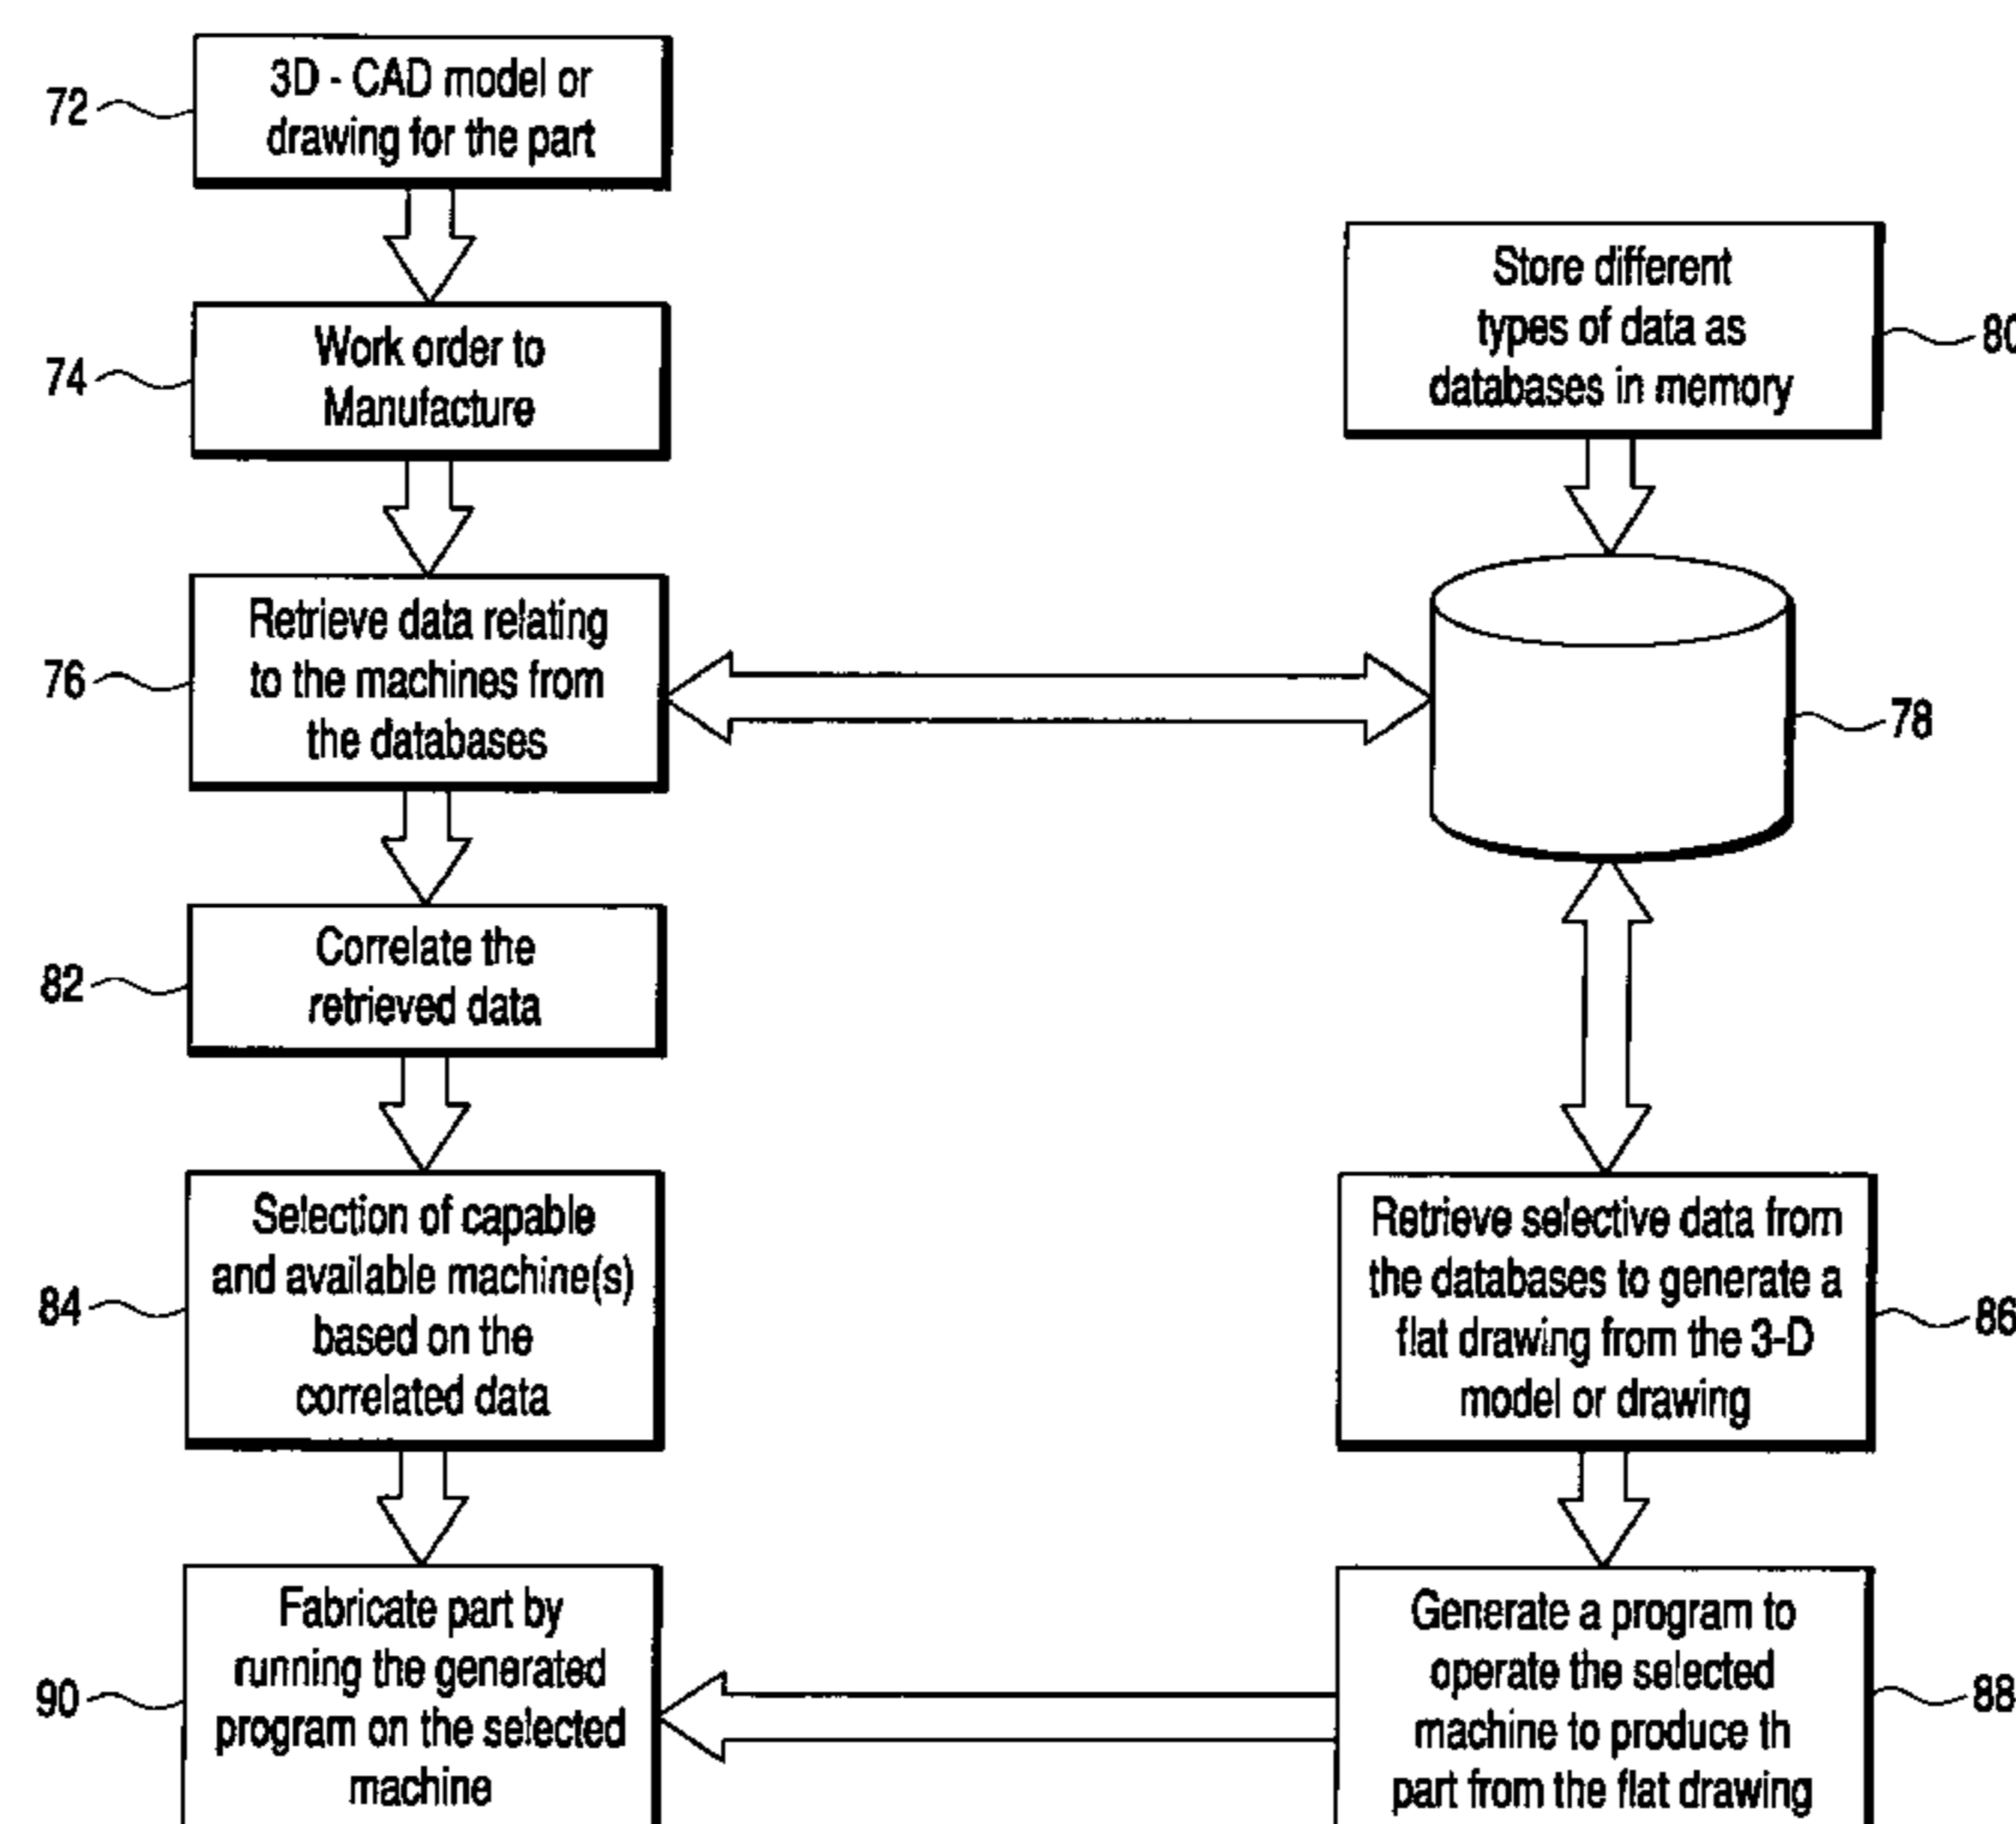 72
3D - CAD model or
drawing for the part
74
Work order to
Manufacture
Store different
types of data as
databases in memory
80
76
Retrieve data relating
to the machines from
the databases
78
82
Correlate the
retrieved data
84
Selection of capable
and available machine(s)
based on the
correlated data
Retrieve selective data from
the databases to generate a
flat drawing from the 3-D
model or drawing
86
90
Fabricate part by
running the generated
program on the selected
machine
Generate a program to
operate the selected
machine to produce th
part from the flat drawing
88